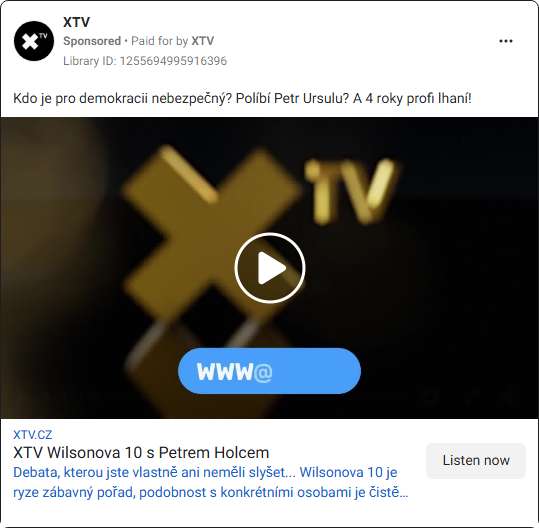 XTV
Sponsored • Paid for by XTV
Library ID: 1255694995916396
Kdo je pro demokracii nebezpečný? Políbí Petr Ursulu? A 4 roky profi lhaní!
XTV
WWW@
XTV.CZ
XTV Wilsonova 10 s Petrem Holcem
Listen now
Debata, kterou jste vlastně ani neměli slyšet... Wilsonova 10 je
ryze zábavný pořad, podobnost s konkrétními osobami je čistě...